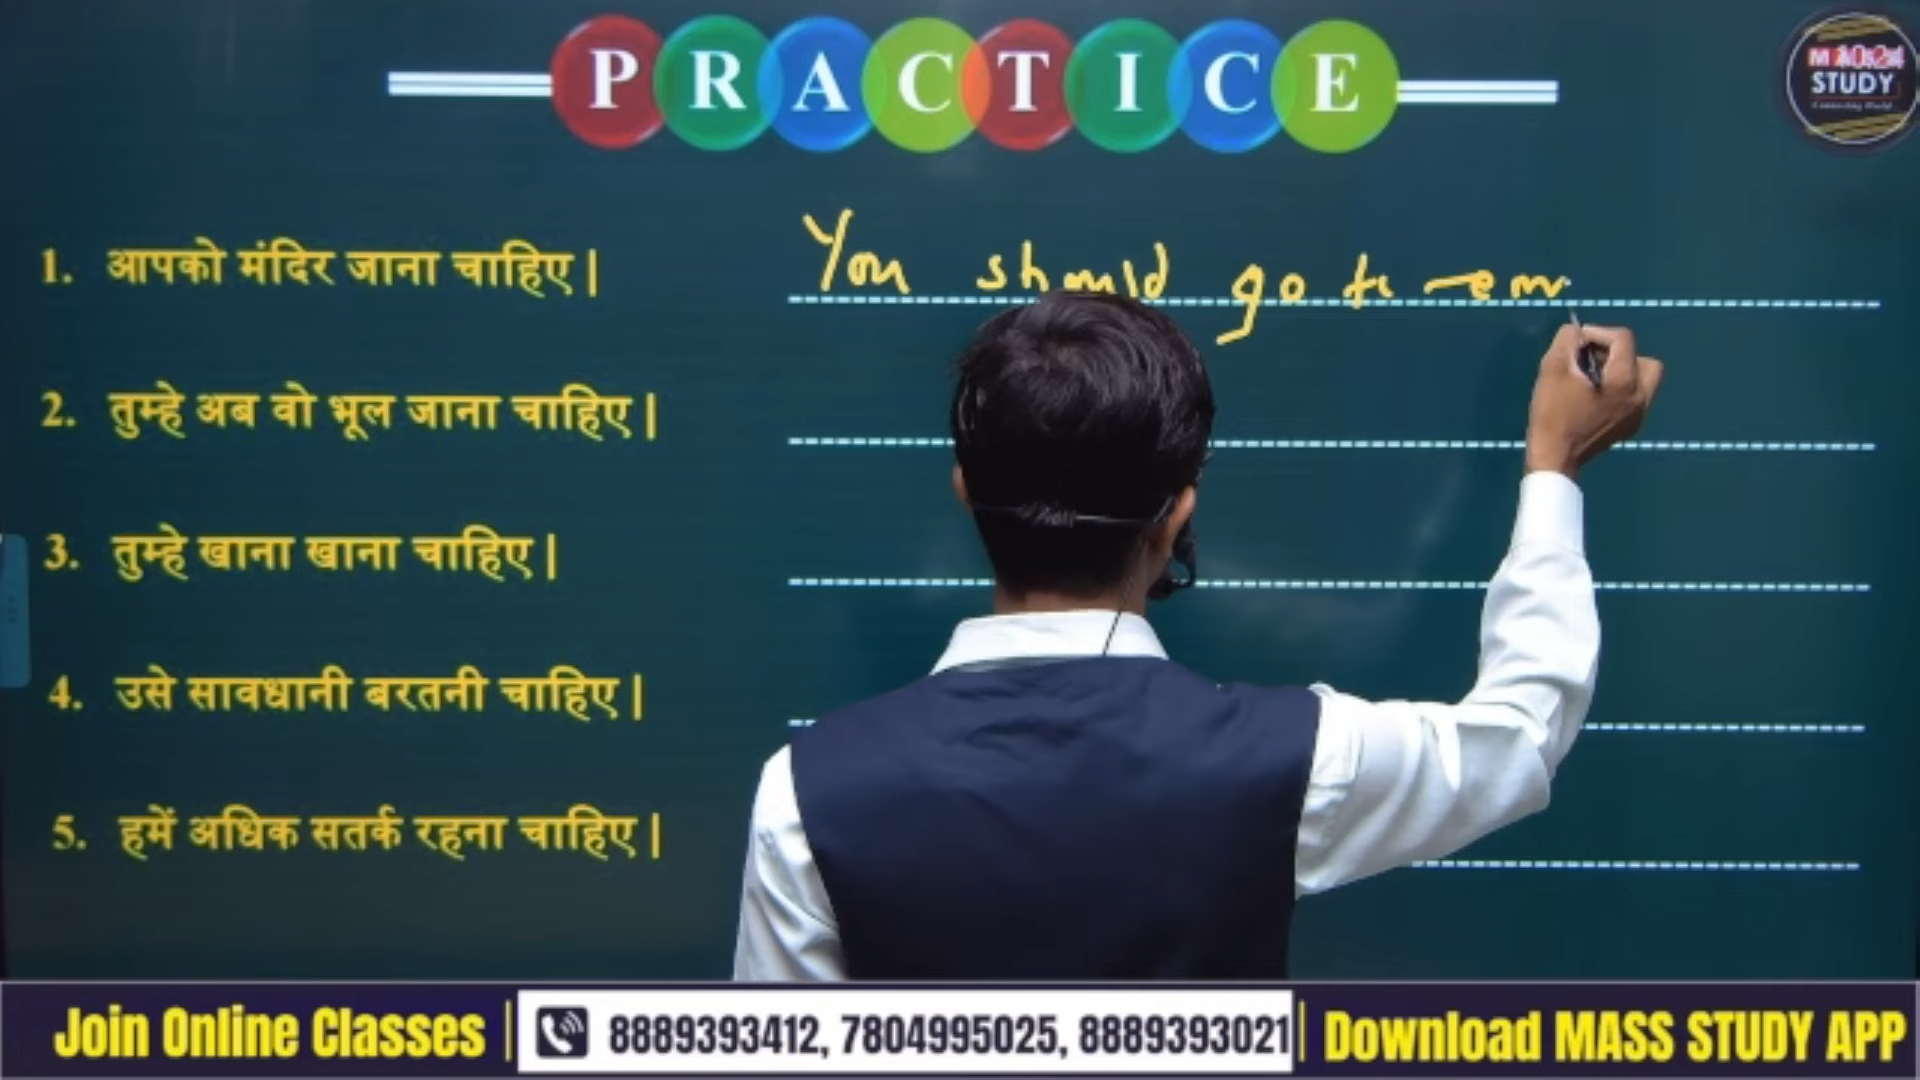 PRACTICE
STUDY
1. आपको मंदिर जाना चाहिए | You should go to
2. तुम्हे अब वो भूल जाना चाहिए |
3. तुम्हे खाना खाना चाहिए |
4. उसे सावधानी बरतनी चाहिए |
5. हमें अधिक सतर्क रहना चाहिए |
Join Online Classes | 8889393412, 7804995025, 8889393021 | Download MASS STUDY APP